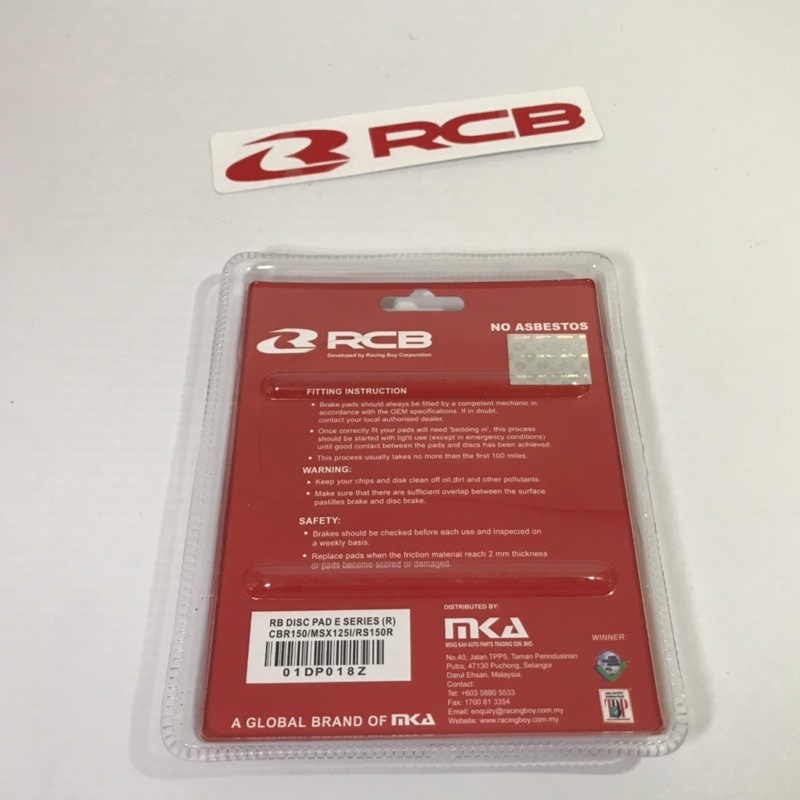 RCB
RCB
Developed by Racing Boy Corporation
NO ASBESTOS
FITTING INSTRUCTION
• Brake pads should always be fitted by a competent mechanic in
accordance with the OEM specifications. If in doubt,
contact your local authorised dealer.
• Once correctly fit your pads will need 'bedding in', this process
should be started with light use (except in emergency conditions)
until good contact between the pads and discs has been achieved.
• This process usually takes no more than the first 100 miles.
WARNING:
• Keep your chips and disk clean off oil,dirt and other pollutants.
• Make sure that there are sufficient overlap between the surface
pastilles brake and disc brake.
SAFETY:
• Brakes should be checked before each use and inspected on
a weekly basis.
• Replace pads when the friction material reach 2 mm thickness
or pads become scored or damaged.
RB DISC PAD E SERIES (R)
CBR150/MSX125I/RS150R
01DP018Z
DISTRIBUTED BY:
MKA
MENG KAH AUTO PARTS TRADING SDN. BHD.
No.40, Jalan TPP5, Taman Perindustrian
Putra, 47130 Puchong, Selangor
Darul Ehsan, Malaysia.
Contact:
Tel: +603 5880 5533
Fax: 1700 81 3354
Email: enquiry@racingboy.com.my
Website: www.racingboy.com.my
WINNER:
A GLOBAL BRAND OF MKA